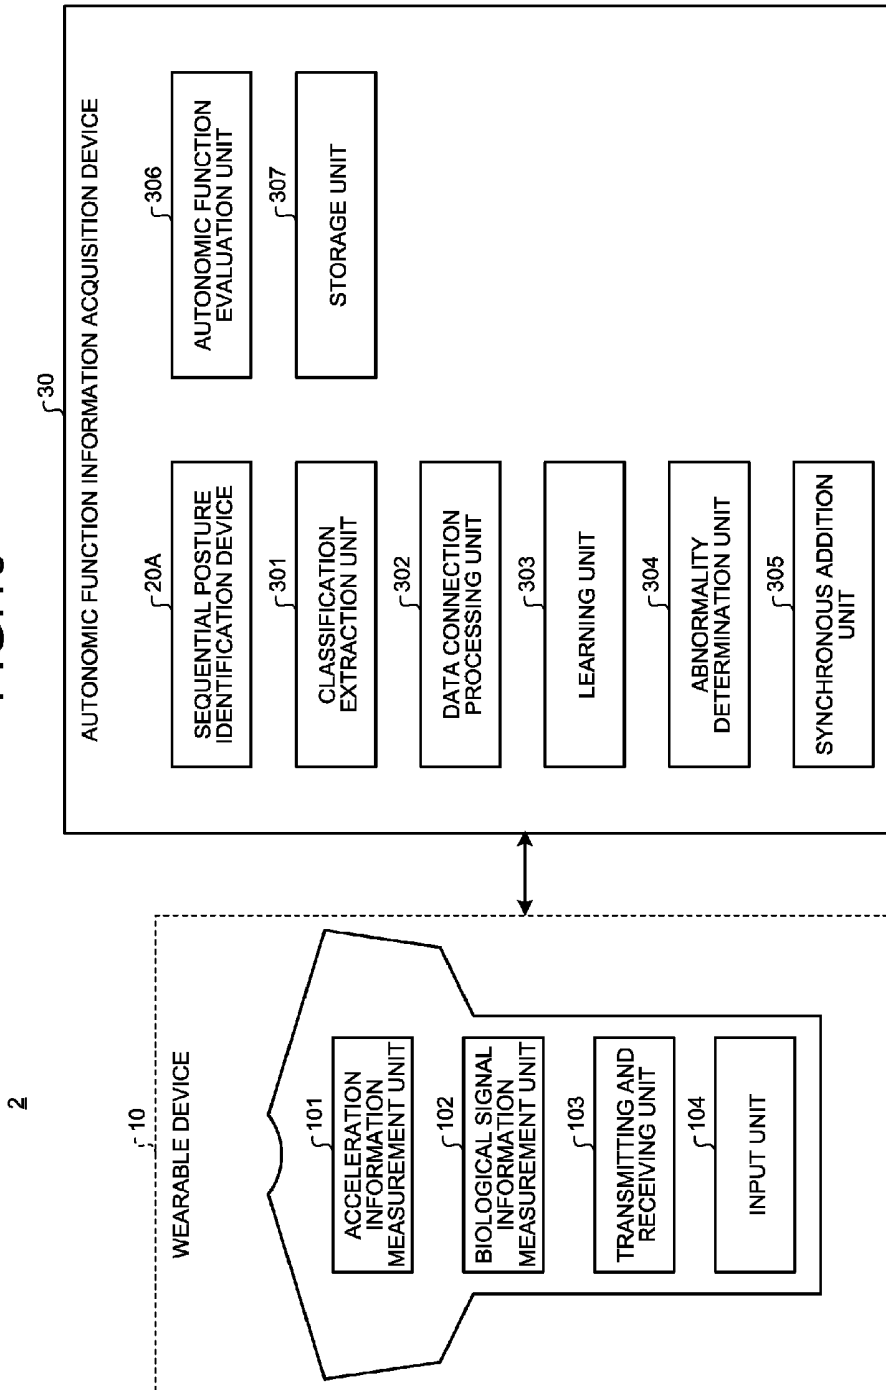 2
10
WEARABLE DEVICE
101
ACCELERATION
INFORMATION
MEASUREMENT UNIT
102
BIOLOGICAL SIGNAL
INFORMATION
MEASUREMENT UNIT
103
TRANSMITTING AND
RECEIVING UNIT
104
INPUT UNIT
30
AUTONOMIC FUNCTION INFORMATION ACQUISITION DEVICE
20A
SEQUENTIAL POSTURE
IDENTIFICATION DEVICE
301
CLASSIFICATION
EXTRACTION UNIT
302
DATA CONNECTION
PROCESSING UNIT
303
LEARNING UNIT
304
ABNORMALITY
DETERMINATION UNIT
305
SYNCHRONOUS ADDITION
UNIT
306
AUTONOMIC FUNCTION
EVALUATION UNIT
307
STORAGE UNIT